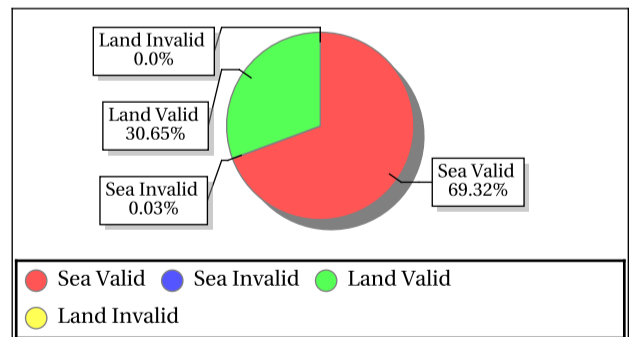 Land Invalid
0.0%
Land Valid
30.65%
Sea Invalid
0.03%
Sea Valid
69.32%
Sea Valid Sea Invalid Land Valid
Land Invalid